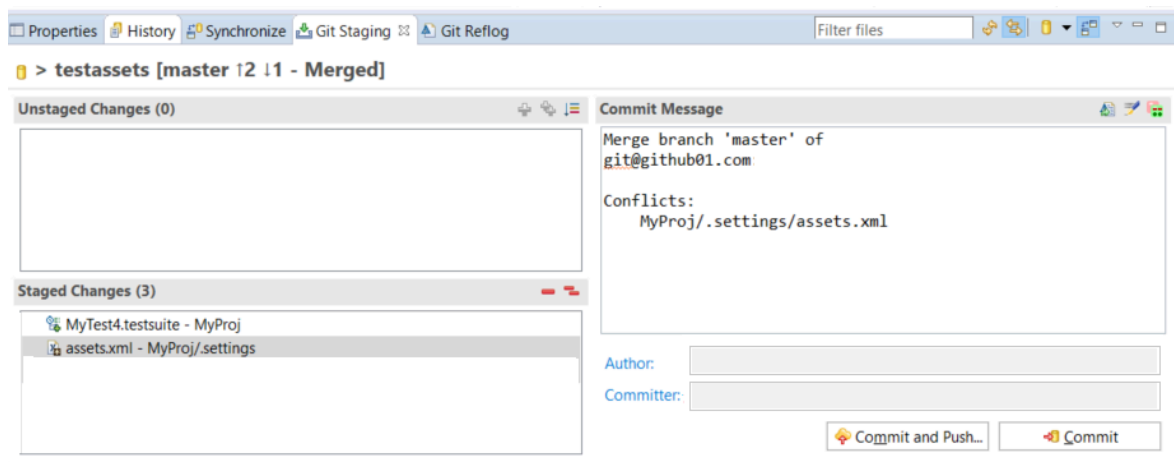 Properties History Synchronize Git Staging Git Reflog Filter files
> testassets [master ↑2 ↓1 - Merged]
Unstaged Changes (0)
Commit Message
Merge branch 'master' of
git@github01.com
Conflicts:
MyProj/.settings/assets.xml
Staged Changes (3)
MyTest4.testsuite - MyProj
assets.xml - MyProj/.settings
Author:
Committer:
Commit and Push...
Commit